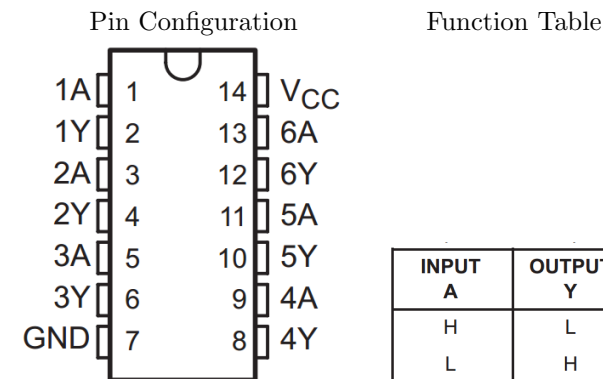 Pin Configuration
Function Table
1A 1 14 VCC
1Y 2 13 6A
2A 3 12 6Y
2Y 4 11 5A
3A 5 10 5Y
3Y 6 9 4A
GND 7 8 4Y
INPUT OUTPUT
A Y
H L
L H